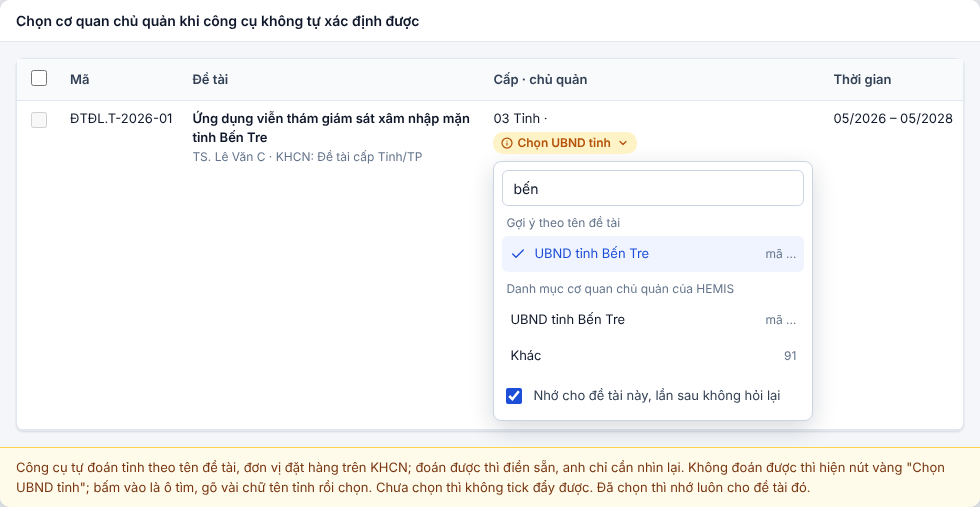 Chọn cơ quan chủ quản khi công cụ không tự xác định được
Mã Đề tài Cấp · chủ quản Thời gian
ĐTĐL.T-2026-01 Ứng dụng viễn thám giám sát xâm nhập mặn 03 Tỉnh · 05/2026 – 05/2028
tỉnh Bến Tre Chọn UBND tỉnh
TS. Lê Văn C · KHCN: Đề tài cấp Tỉnh/TP
bến
Gợi ý theo tên đề tài
UBND tỉnh Bến Tre mã ...
Danh mục cơ quan chủ quản của HEMIS
UBND tỉnh Bến Tre mã ...
Khác 91
Nhớ cho đề tài này, lần sau không hỏi lại
Công cụ tự đoán tỉnh theo tên đề tài, đơn vị đặt hàng trên KHCN; đoán được thì điền sẵn, anh chỉ cần nhìn lại. Không đoán được thì hiện nút vàng "Chọn
UBND tỉnh"; bấm vào là ô tìm, gõ vài chữ tên tỉnh rồi chọn. Chưa chọn thì không tick đẩy được. Đã chọn thì nhớ luôn cho đề tài đó.